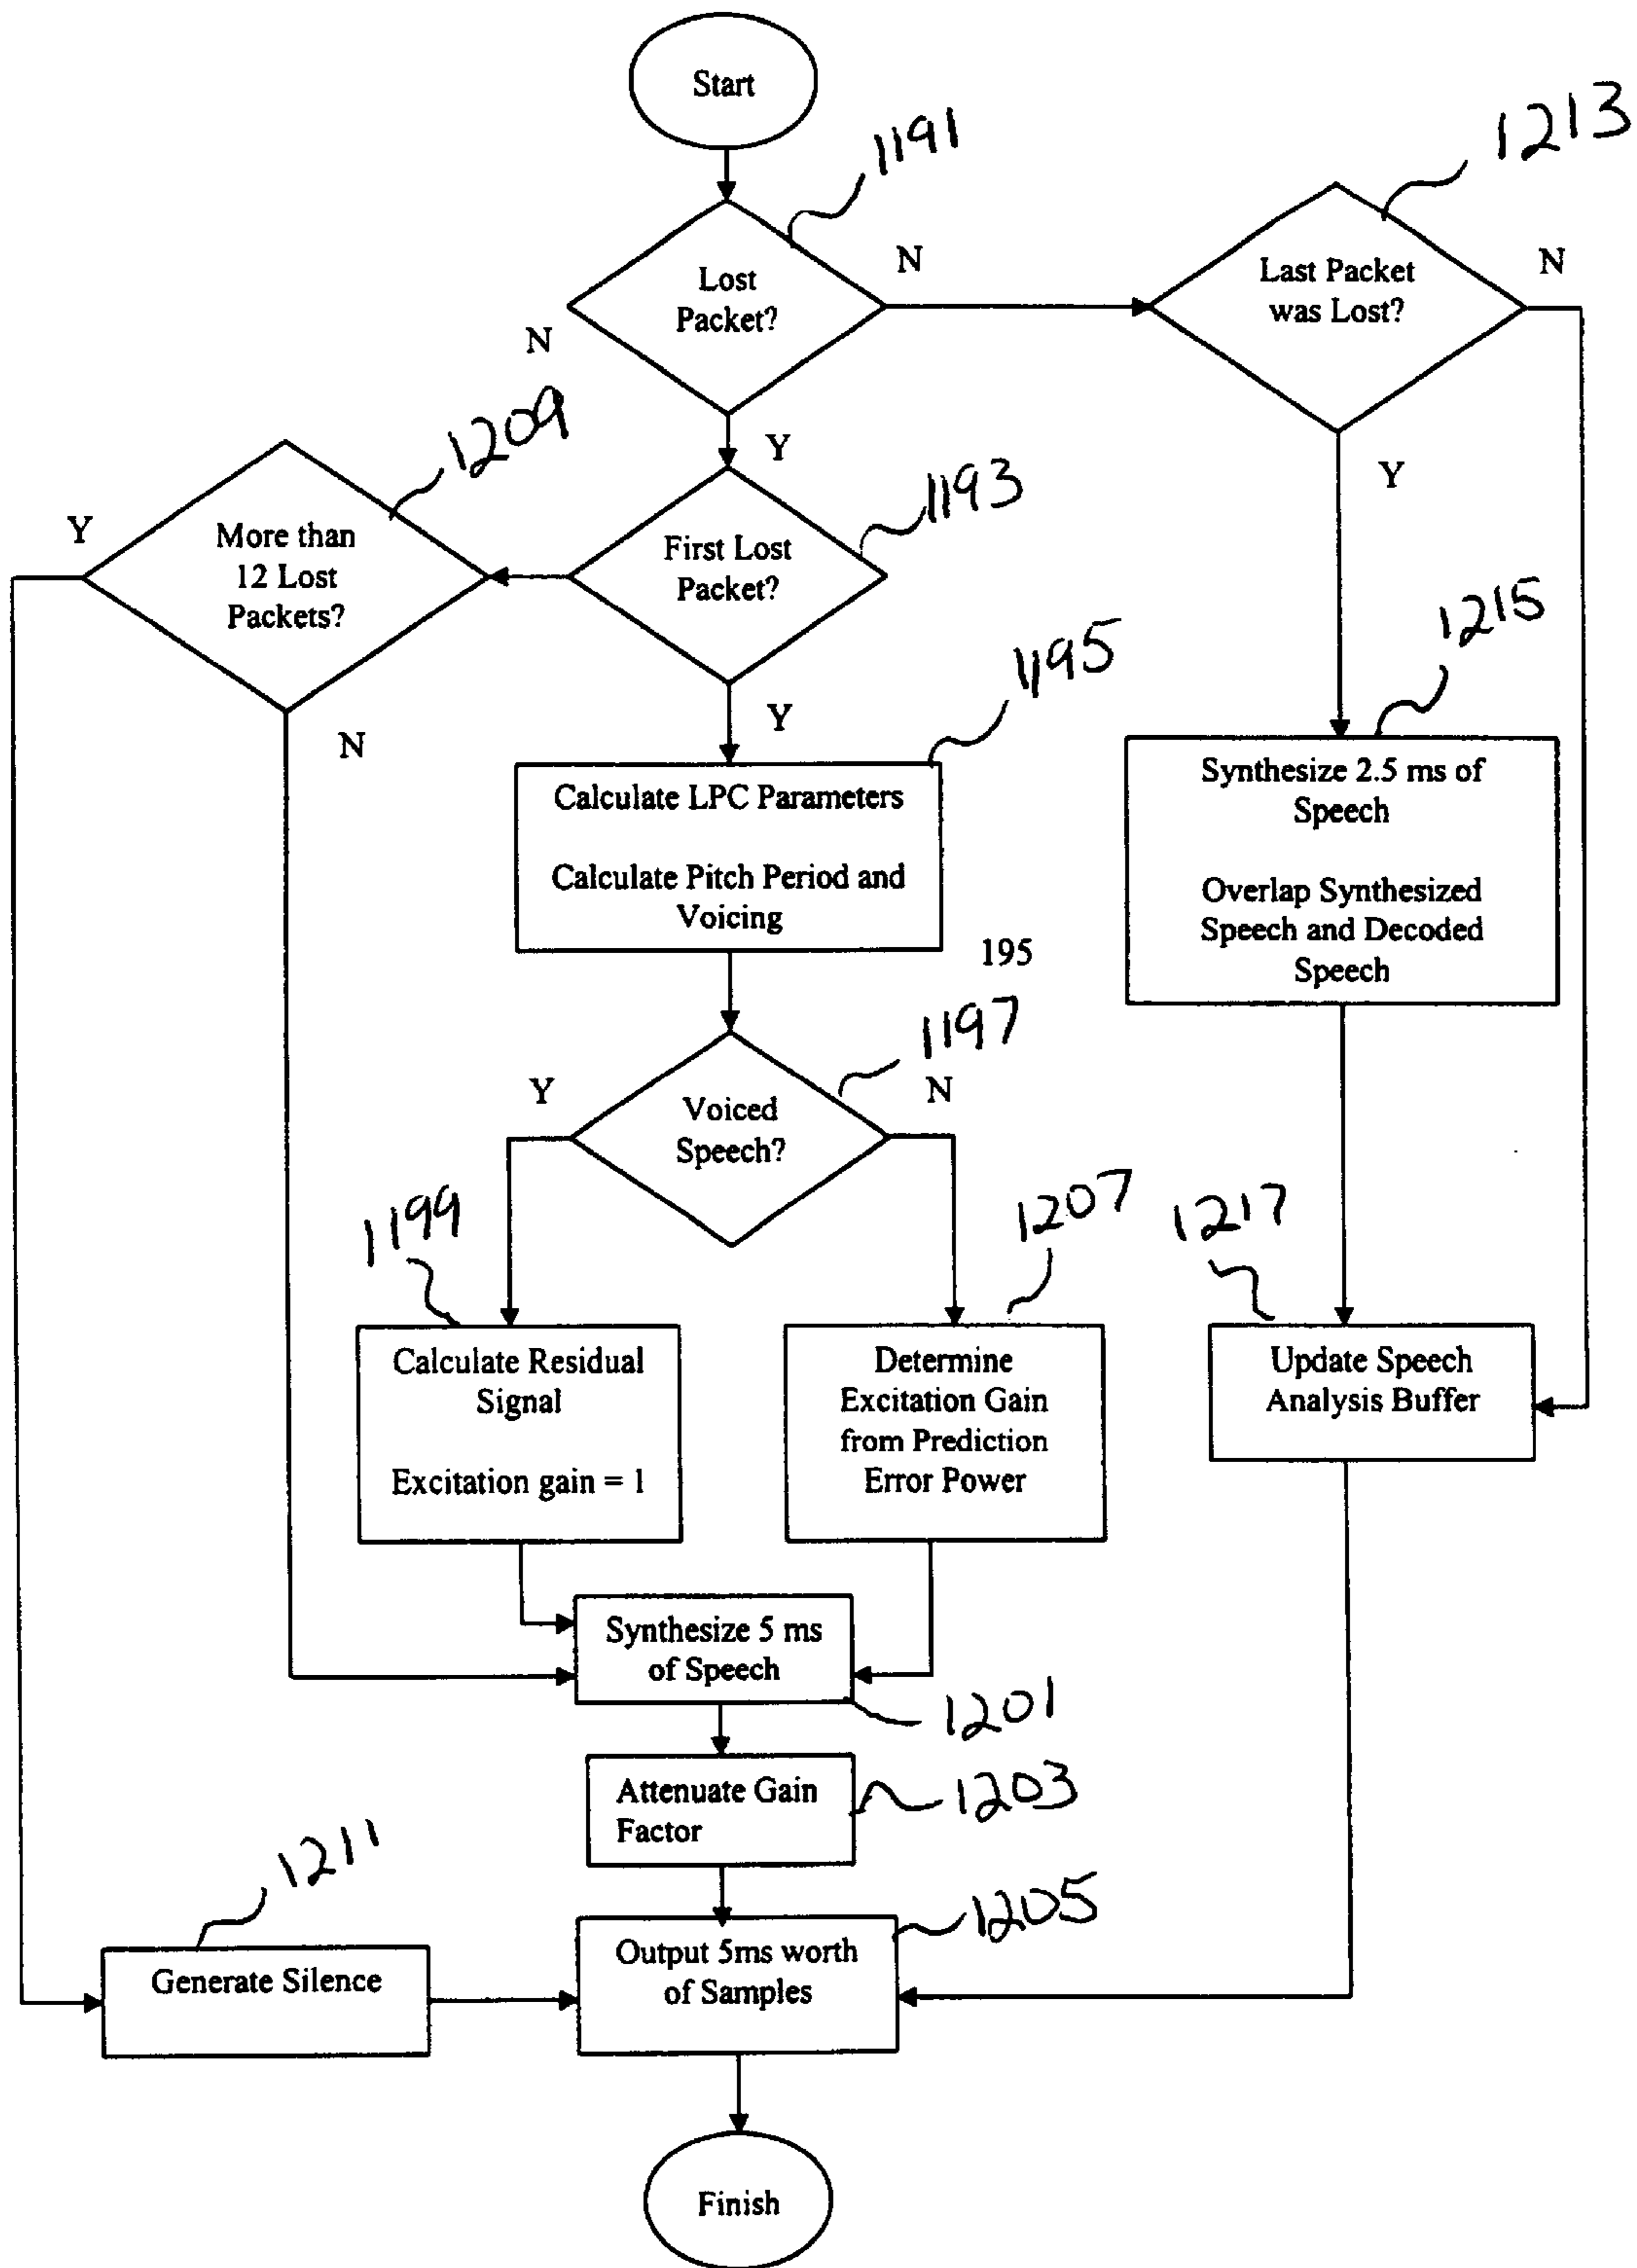 Start
1191
1213
Lost
Packet?
N
Last Packet
was Lost?
N
N
1209
Y
1193
Y
Y
More than
12 Lost
Packets?
First Lost
Packet?
1215
1195
N
Y
Calculate LPC Parameters
Calculate Pitch Period and
Voicing
Synthesize 2.5 ms of
Speech
Overlap Synthesized
Speech and Decoded
Speech
195
1197
Y
Voiced
Speech?
N
1199
1207
1217
Calculate Residual
Signal
Excitation gain = 1
Determine
Excitation Gain
from Prediction
Error Power
Update Speech
Analysis Buffer
Synthesize 5 ms
of Speech
1201
Attenuate Gain
Factor
1203
1211
1205
Generate Silence
Output 5ms worth
of Samples
Finish